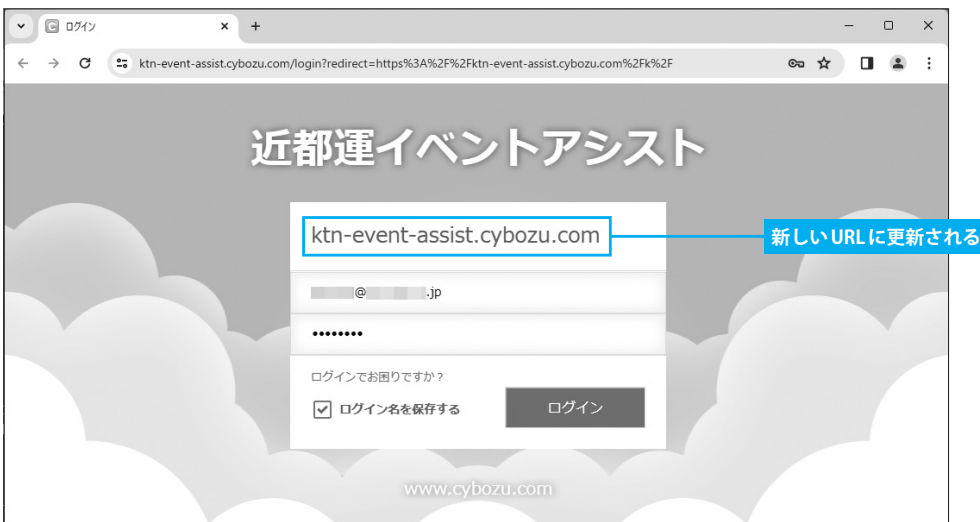 ログイン
ktn-event-assist.cybozu.com/login?redirect=https%3A%2F%2Fktn-event-assist.cybozu.com%2Fk%2F
近都運イベントアシスト
ktn-event-assist.cybozu.com
新しいURLに更新される
@ .jp
••••••••
ログインでお困りですか?
ログイン名を保存する
ログイン
www.cybozu.com